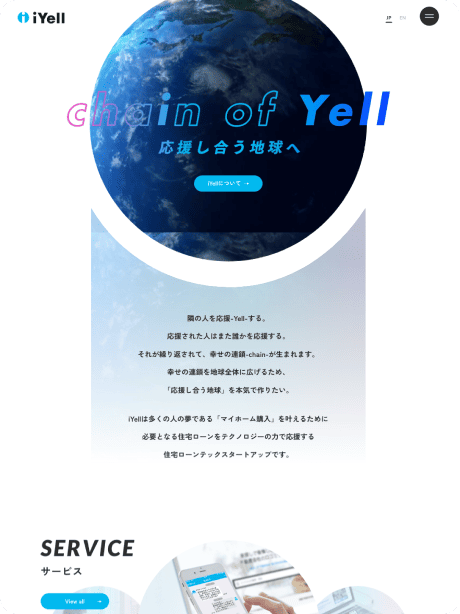 iYell
JP EN
chain of Yell
応援し合う地球へ
iYellについて →
隣の人を応援-Yell-する。
応援された人はまた誰かを応援する。
それが繰り返されて、幸せの連鎖-chain-が生まれます。
幸せの連鎖を地球全体に広げるため、
「応援し合う地球」を本気で作りたい。
iYellは多くの人の夢である「マイホーム購入」を叶えるために
必要となる住宅ローンをテクノロジーの力で応援する
住宅ローンテックスタートアップです。
SERVICE
サービス
View all →